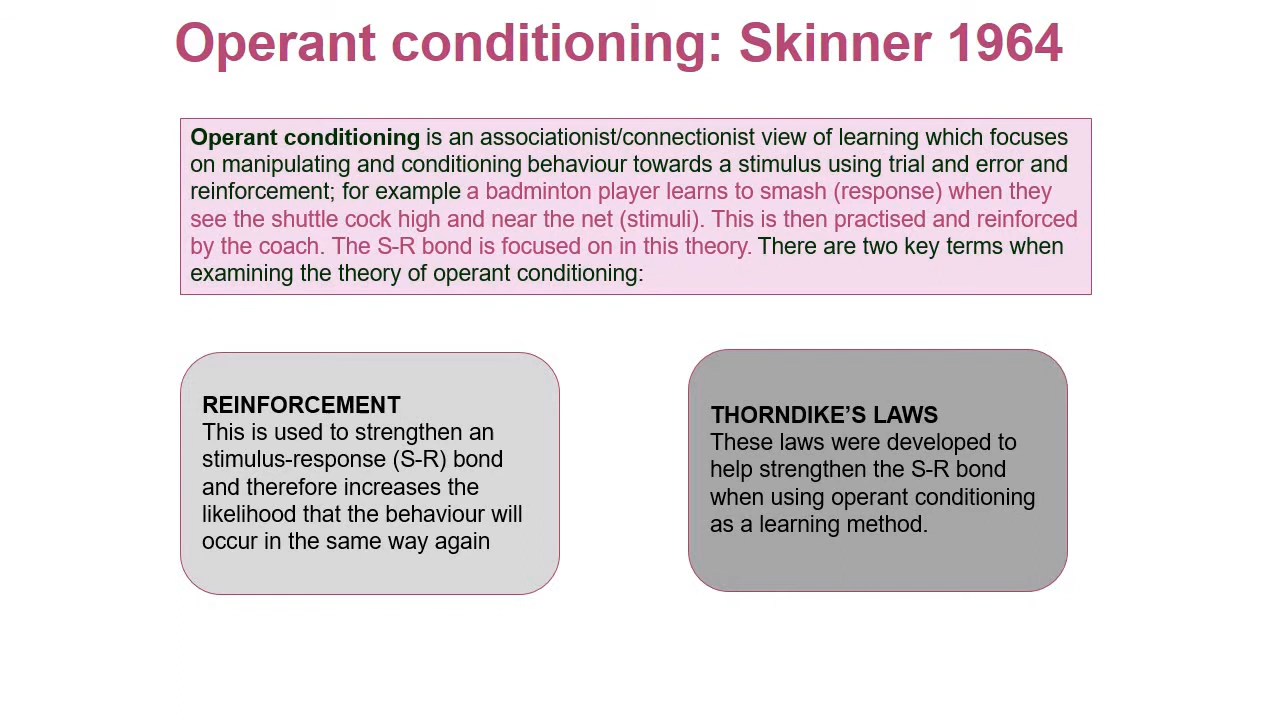 Operant conditioning: Skinner 1964
Operant conditioning is an associationist/connectionist view of learning which focuses
on manipulating and conditioning behaviour towards a stimulus using trial and error and
reinforcement; for example a badminton player learns to smash (response) when they
see the shuttle cock high and near the net (stimuli). This is then practised and reinforced
by the coach. The S-R bond is focused on in this theory. There are two key terms when
examining the theory of operant conditioning:
REINFORCEMENT
This is used to strengthen an
stimulus-response (S-R) bond
and therefore increases the
likelihood that the behaviour will
occur in the same way again
THORNDIKE’S LAWS
These laws were developed to
help strengthen the S-R bond
when using operant conditioning
as a learning method.